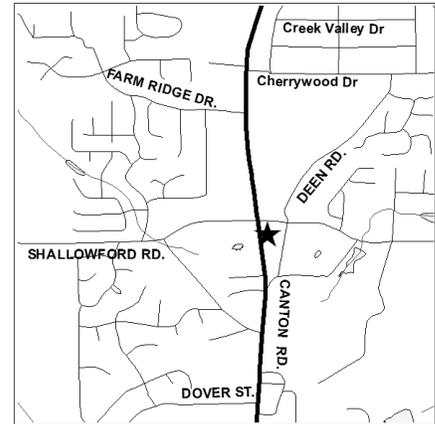 Creek Valley Dr
FARM RIDGE DR.
Cherrywood Dr
DEEN RD.
SHALLOWFORD RD.
CANTON RD.
DOVER ST.